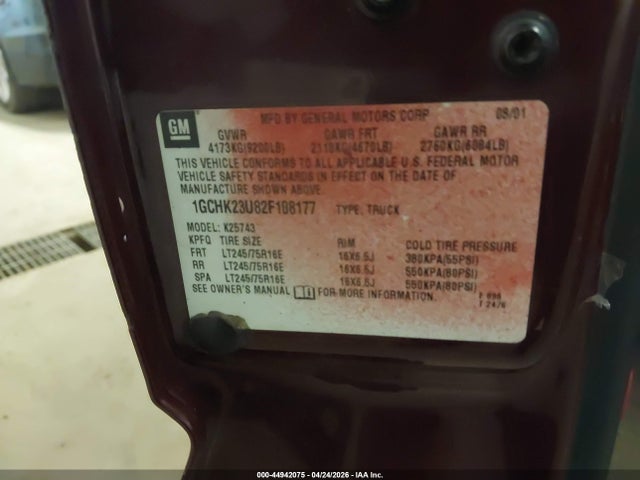 GM
MFD BY GENERAL MOTORS CORP 08/01
GVWR GAWR FRT GAWR RR
4173KG(9200LB) 2118KG(4670LB) 2760KG(6084LB)
THIS VEHICLE CONFORMS TO ALL APPLICABLE U.S. FEDERAL MOTOR
VEHICLE SAFETY STANDARDS IN EFFECT ON THE DATE OF
MANUFACTURE SHOWN ABOVE.
1GCHK23U82F108177 TYPE: TRUCK
MODEL: K25743
KPFQ TIRE SIZE RIM COLD TIRE PRESSURE
FRT LT245/75R16E 16X6.5J 380KPA(55PSI)
RR LT245/75R16E 16X6.5J 550KPA(80PSI)
SPA LT245/75R16E 16X6.5J 550KPA(80PSI)
SEE OWNER'S MANUAL FOR MORE INFORMATION.
000-44942075 - 04/24/2026 - IAA Inc.